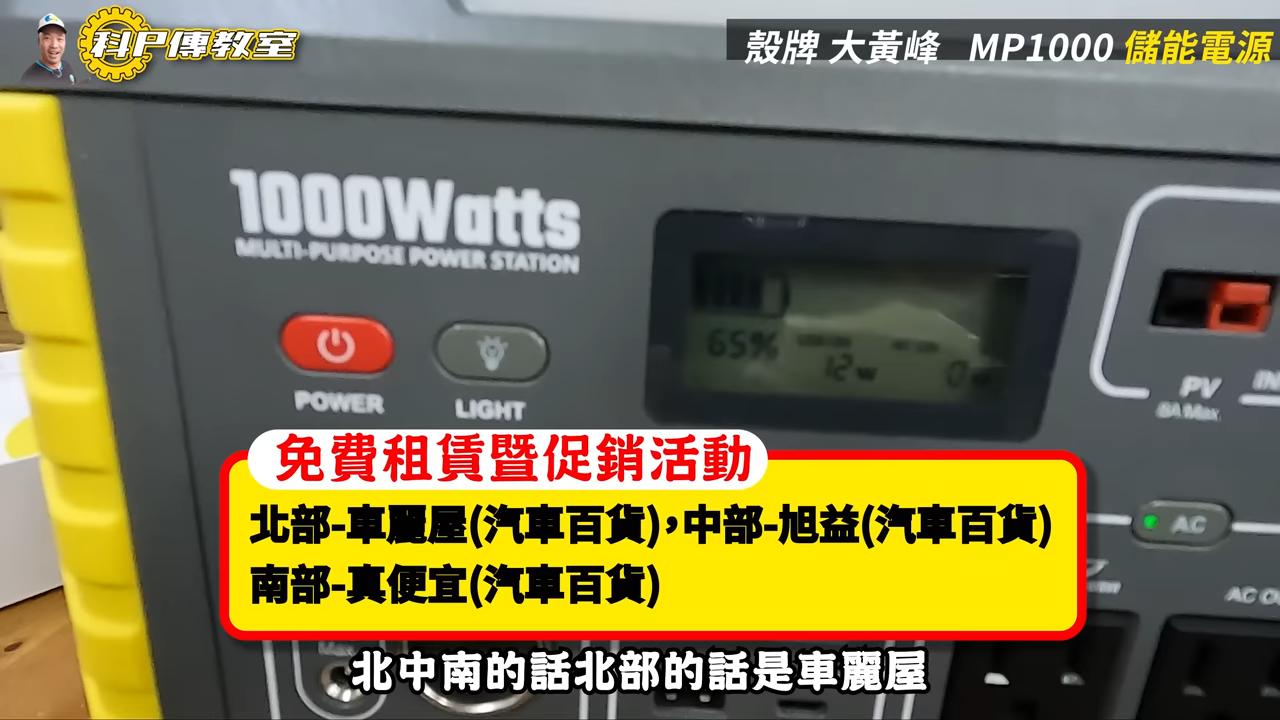 科P傳教室
殼牌 大黃峰 MP1000 儲能電源
1000Watts
MULTI-PURPOSE POWER STATION
65%
12W
0
POWER
LIGHT
PV
8A Max.
AC
免費租賃暨促銷活動
北部-車麗屋(汽車百貨),中部-旭益(汽車百貨)
南部-真便宜(汽車百貨)
北中南的話北部的話是車麗屋